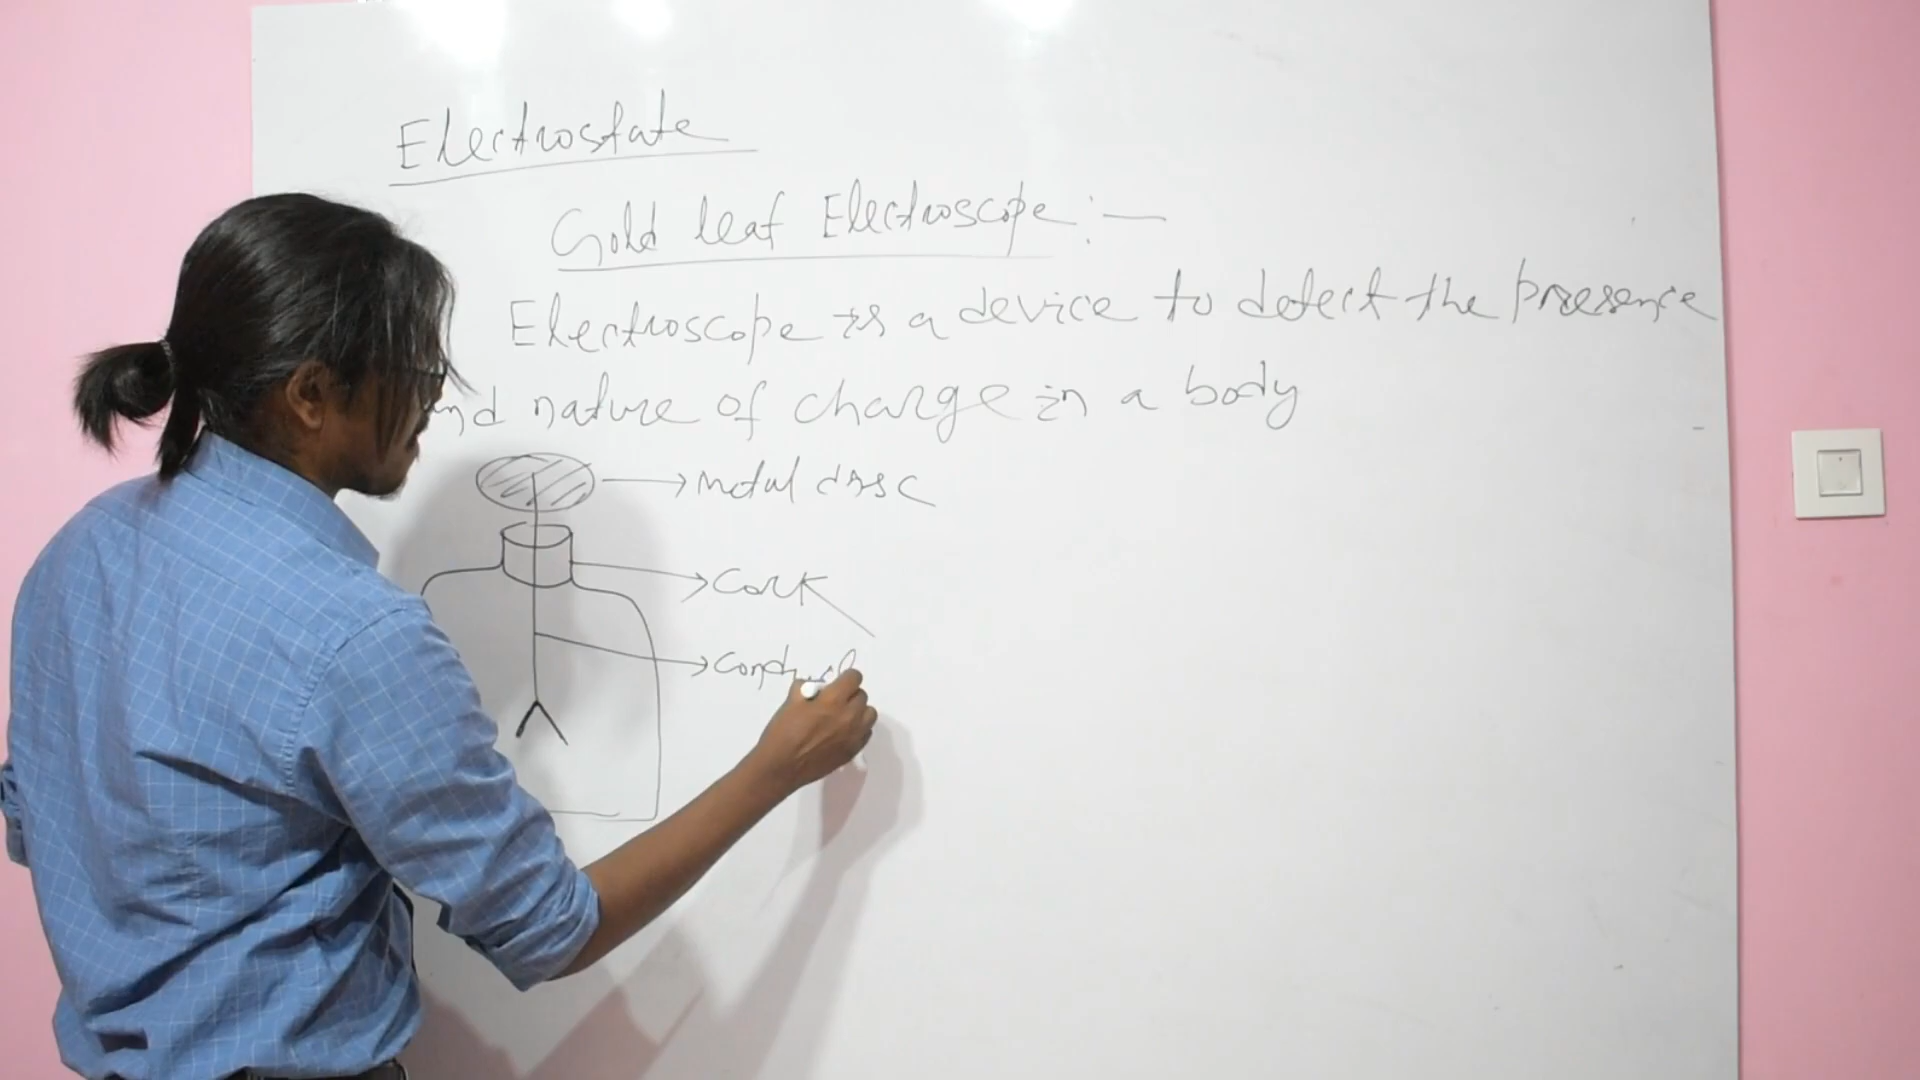 Electrostate
Gold leaf Electroscope:—
Electroscope is a device to detect the presence
and nature of charge in a body
Metal disc
Cork